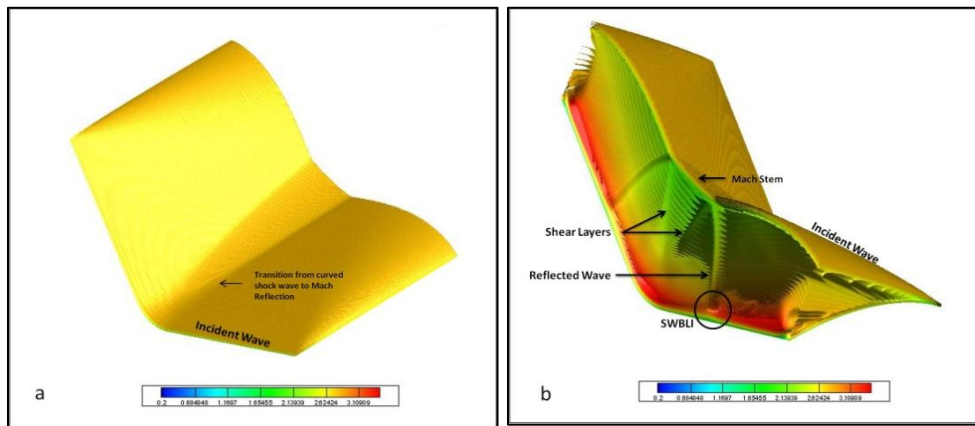 Transition from curved
shock wave to Mach
Reflection
Incident Wave
0.2 0.684848 1.1697 1.65455 2.13939 2.62424 3.10909
a
Mach Stem
Incident Wave
Shear Layers
Reflected Wave
SWBLI
0.2 0.684848 1.1697 1.65455 2.13939 2.62424 3.10909
b